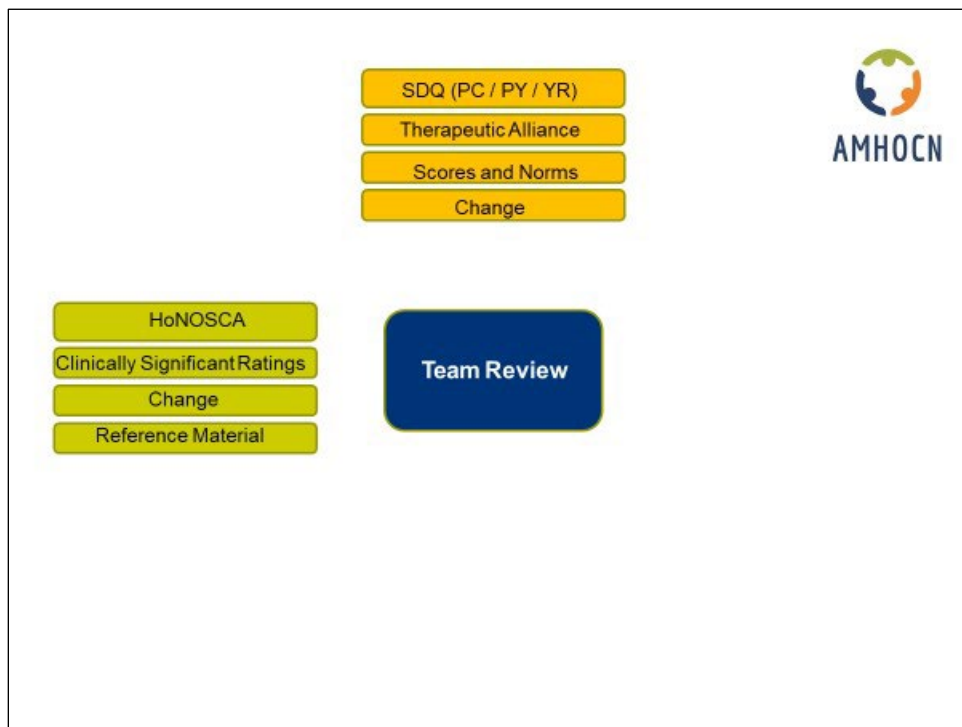 SDQ (PC / PY / YR)
Therapeutic Alliance
Scores and Norms
Change
AMHOCN
HoNOSCA
Clinically Significant Ratings
Change
Reference Material
Team Review